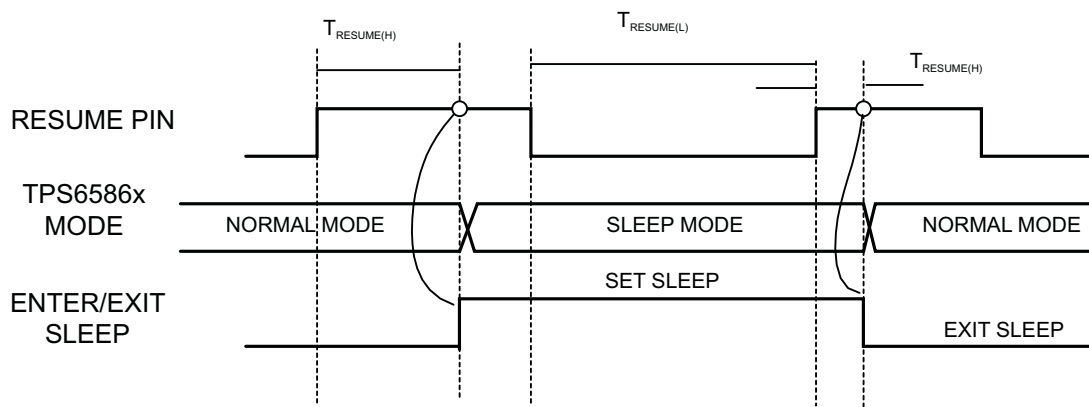 T_RESUME(H)
T_RESUME(L)
T_RESUME(H)
RESUME PIN
TPS6586x
MODE
NORMAL MODE
SLEEP MODE
NORMAL MODE
SET SLEEP
ENTER/EXIT
SLEEP
EXIT SLEEP